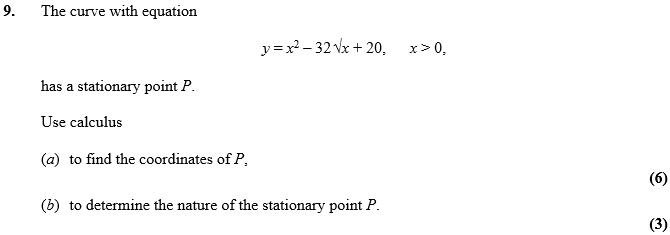 9. The curve with equation
y = x² – 32√x + 20, x > 0,
has a stationary point P.
Use calculus
(a) to find the coordinates of P,
(6)
(b) to determine the nature of the stationary point P.
(3)